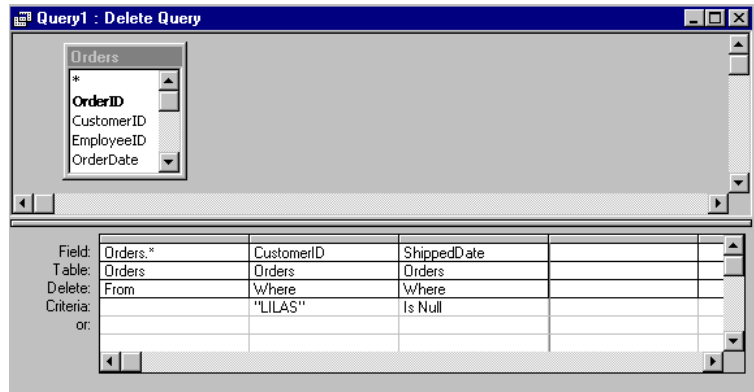 Query1 : Delete Query
Orders
*
OrderID
CustomerID
EmployeeID
OrderDate
Field: Orders.* CustomerID ShippedDate
Table: Orders Orders Orders
Delete: From Where Where
Criteria: "LILAS" Is Null
or: